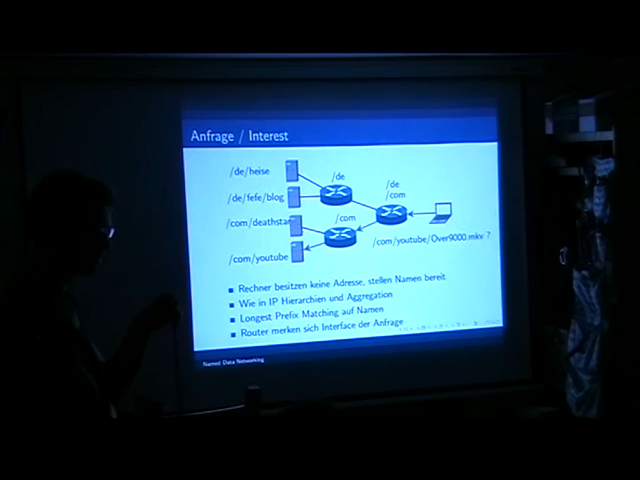 Anfrage / Interest
/de/heise
/de
/de/fefe/blog
/de
/com
/com/deathstar
/com
/com/youtube
/com/youtube/Over9000.mkv ?
Rechner besitzen keine Adresse, stellen Namen bereit
Wie in IP Hierarchien und Aggregation
Longest Prefix Matching auf Namen
Router merken sich Interface der Anfrage
Named Data Networking